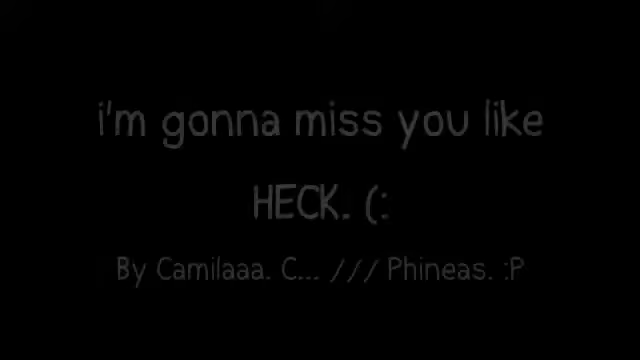 i'm gonna miss you like
HECK. (:
By Camilaaa. C... /// Phineas. :P